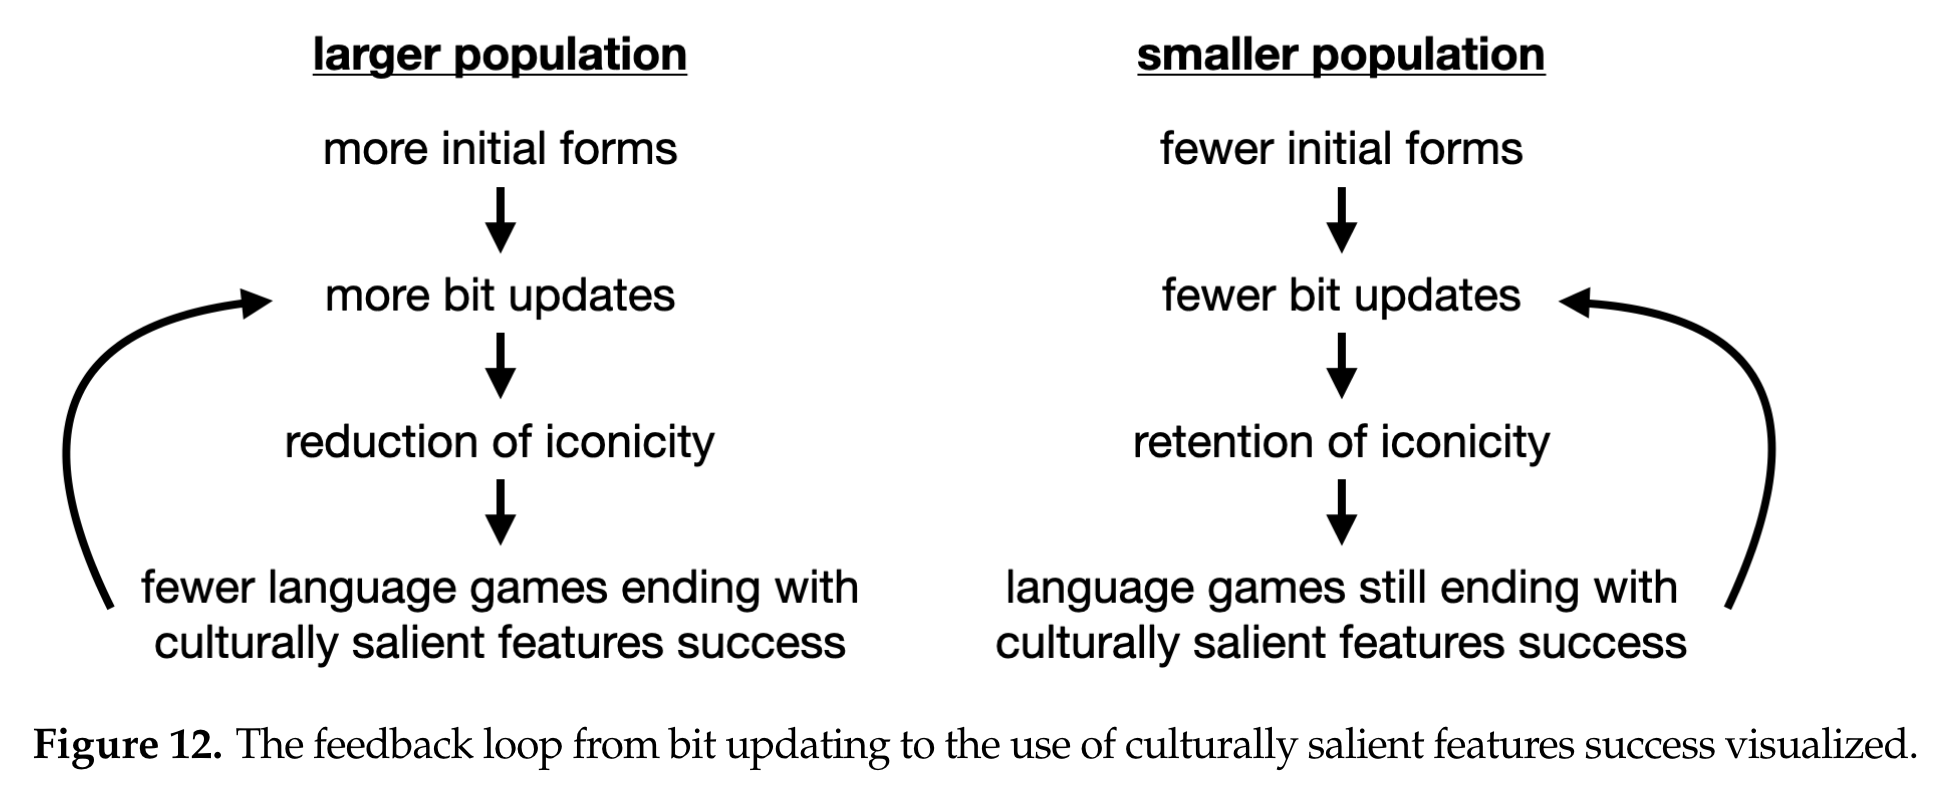 larger population
more initial forms
more bit updates
reduction of iconicity
fewer language games ending with
culturally salient features success
smaller population
fewer initial forms
fewer bit updates
retention of iconicity
language games still ending with
culturally salient features success
Figure 12. The feedback loop from bit updating to the use of culturally salient features success visualized.